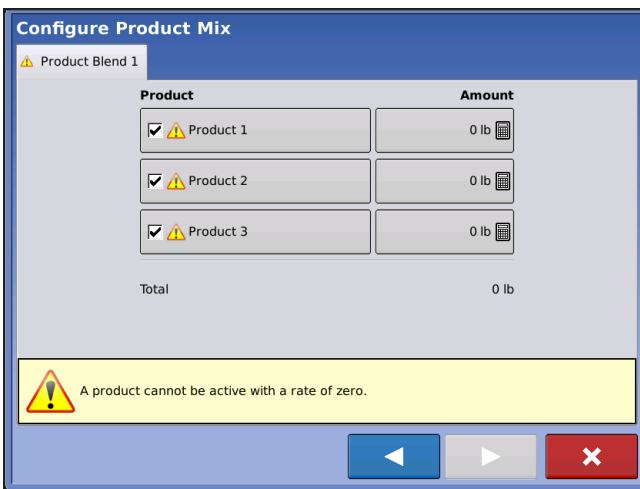 Configure Product Mix
Product Blend 1
Product Amount
Product 1 0 lb
Product 2 0 lb
Product 3 0 lb
Total 0 lb
A product cannot be active with a rate of zero.